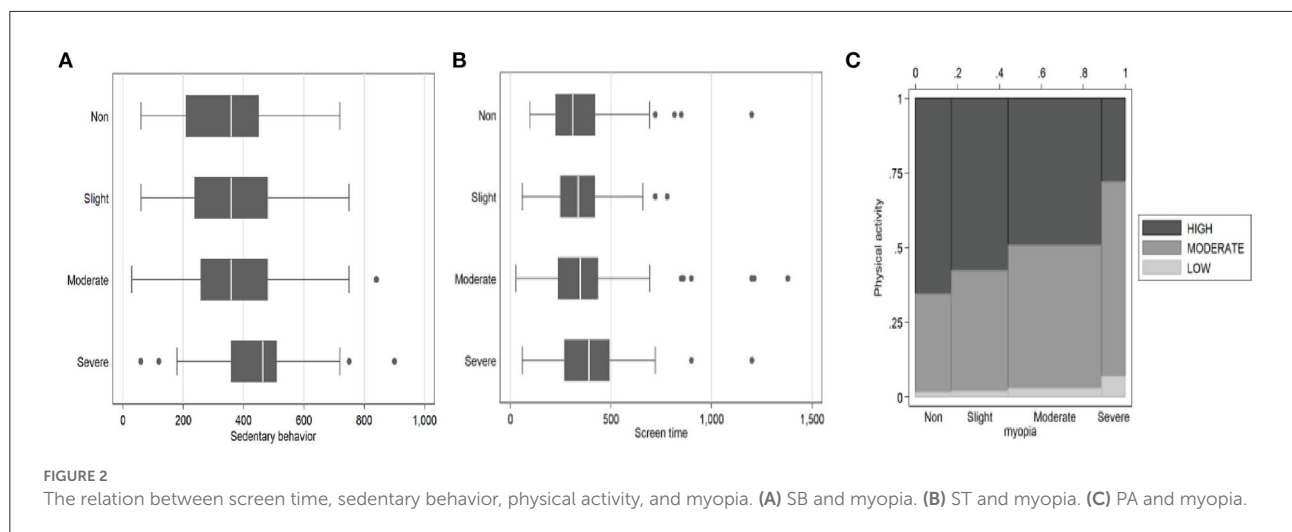 A
Non
Slight
Moderate
Severe
0 200 400 600 800 1,000
Sedentary behavior
B
Non
Slight
Moderate
Severe
0 500 1,000 1,500
Screen time
C
0 .2 .4 .6 .8 1
1
.75
.5
.25
0
Physical activity
Non Slight Moderate Severe
myopia
HIGH
MODERATE
LOW
FIGURE 2
The relation between screen time, sedentary behavior, physical activity, and myopia. (A) SB and myopia. (B) ST and myopia. (C) PA and myopia.